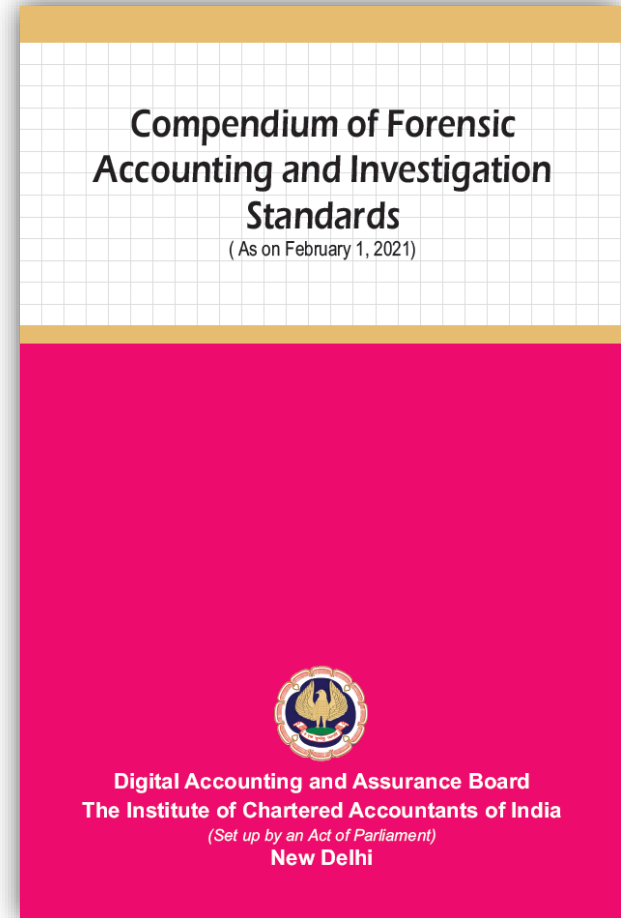 Compendium of Forensic
Accounting and Investigation
Standards
( As on February 1, 2021)
Digital Accounting and Assurance Board
The Institute of Chartered Accountants of India
(Set up by an Act of Parliament)
New Delhi